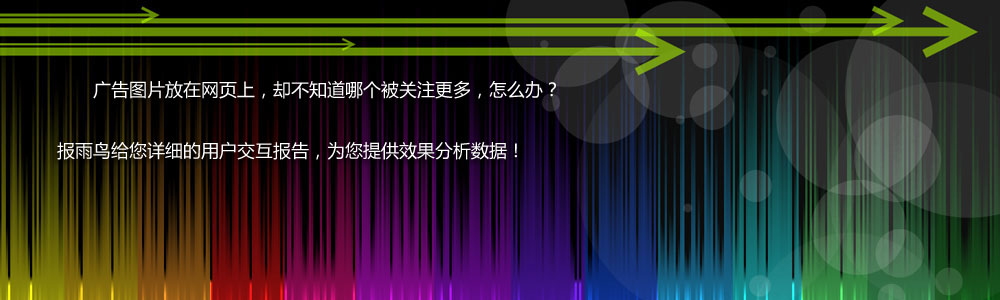 广告图片放在网页上，却不知道哪个被关注更多，怎么办？
报雨鸟给您详细的用户交互报告，为您提供效果分析数据！